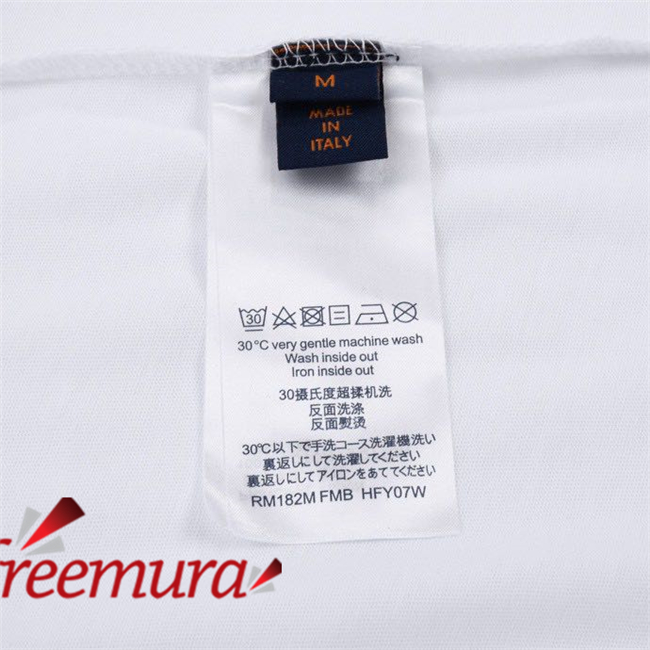 M
MADE
IN
ITALY
30
30°C very gentle machine wash
Wash inside out
Iron inside out
30摄氏度超揉机洗
反面洗涤
反面熨烫
30℃以下で手洗コース洗濯機洗い
裏返しにして洗濯してください
裏返しにしてアイロンをあててください
RM182M FMB HFY07W
freemura